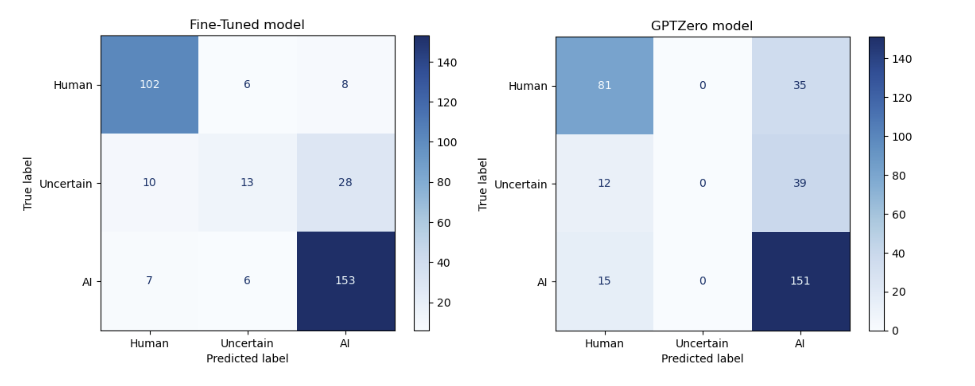 Fine-Tuned model
True label
Human
Uncertain
AI
102 6 8
10 13 28
7 6 153
Human Uncertain AI
Predicted label
140
120
100
80
60
40
20
GPTZero model
True label
Human
Uncertain
AI
81 0 35
12 0 39
15 0 151
Human Uncertain AI
Predicted label
140
120
100
80
60
40
20
0